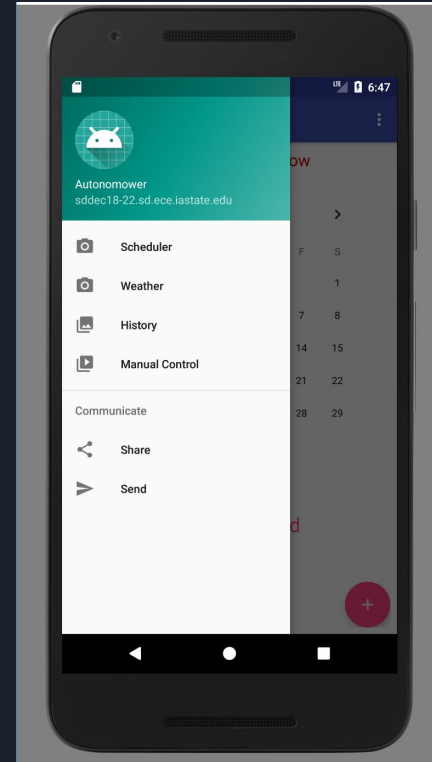 LTE 6:47
Autonomower
sddec18-22.sd.ece.iastate.edu
ow
Scheduler
F S
Weather
1
History
7 8
14 15
Manual Control
21 22
Communicate
28 29
Share
Send
d